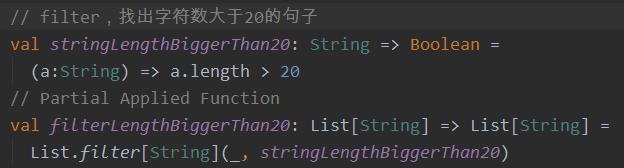 // filter，找出字符数大于20的句子
val stringLengthBiggerThan20: String => Boolean =
(a:String) => a.length > 20
// Partial Applied Function
val filterLengthBiggerThan20: List[String] => List[String] =
List.filter[String](_, stringLengthBiggerThan20)